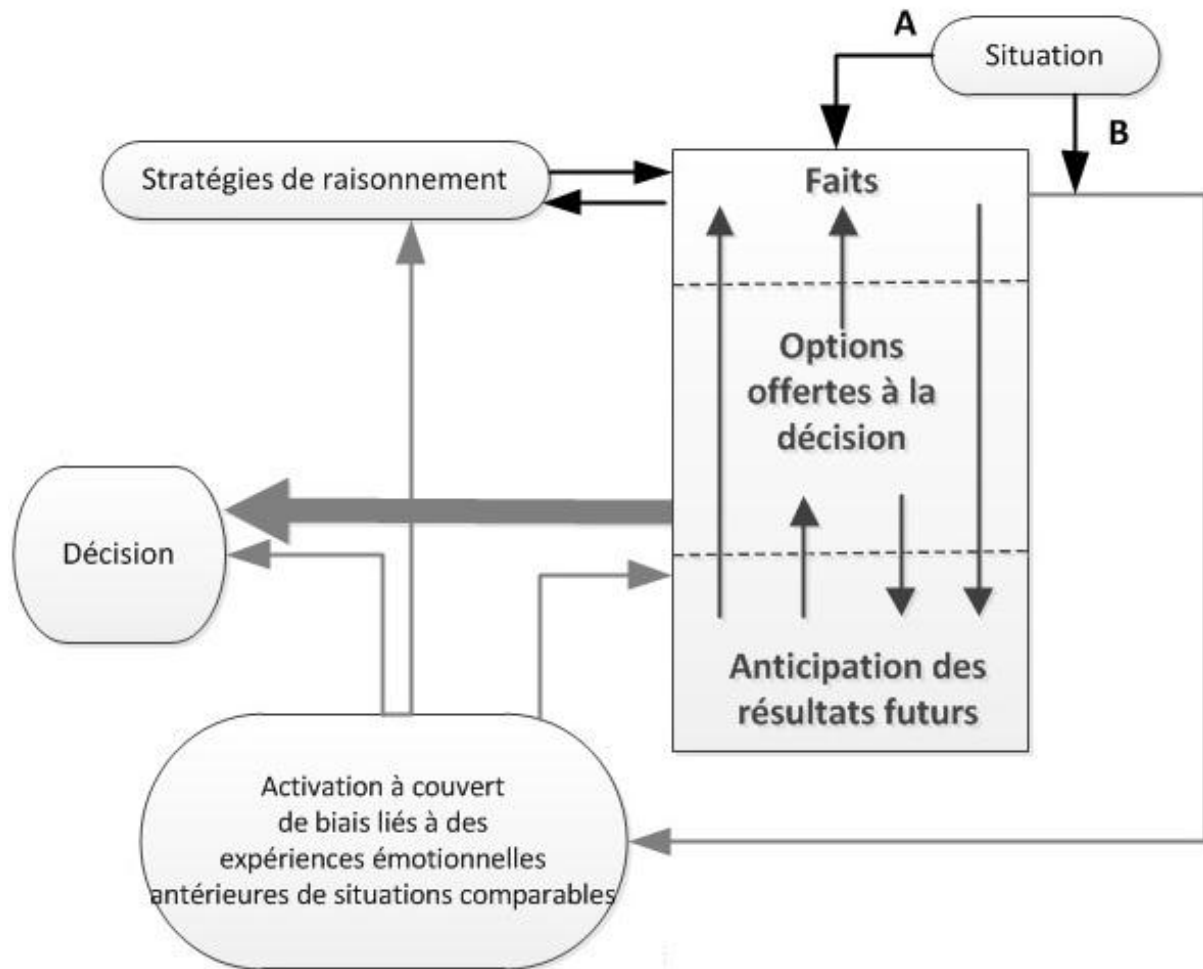 A
Situation
B
Stratégies de raisonnement
Faits
Options
offertes à la
décision
Décision
Anticipation des
résultats futurs
Activation à couvert
de biais liés à des
expériences émotionnelles
antérieures de situations comparables